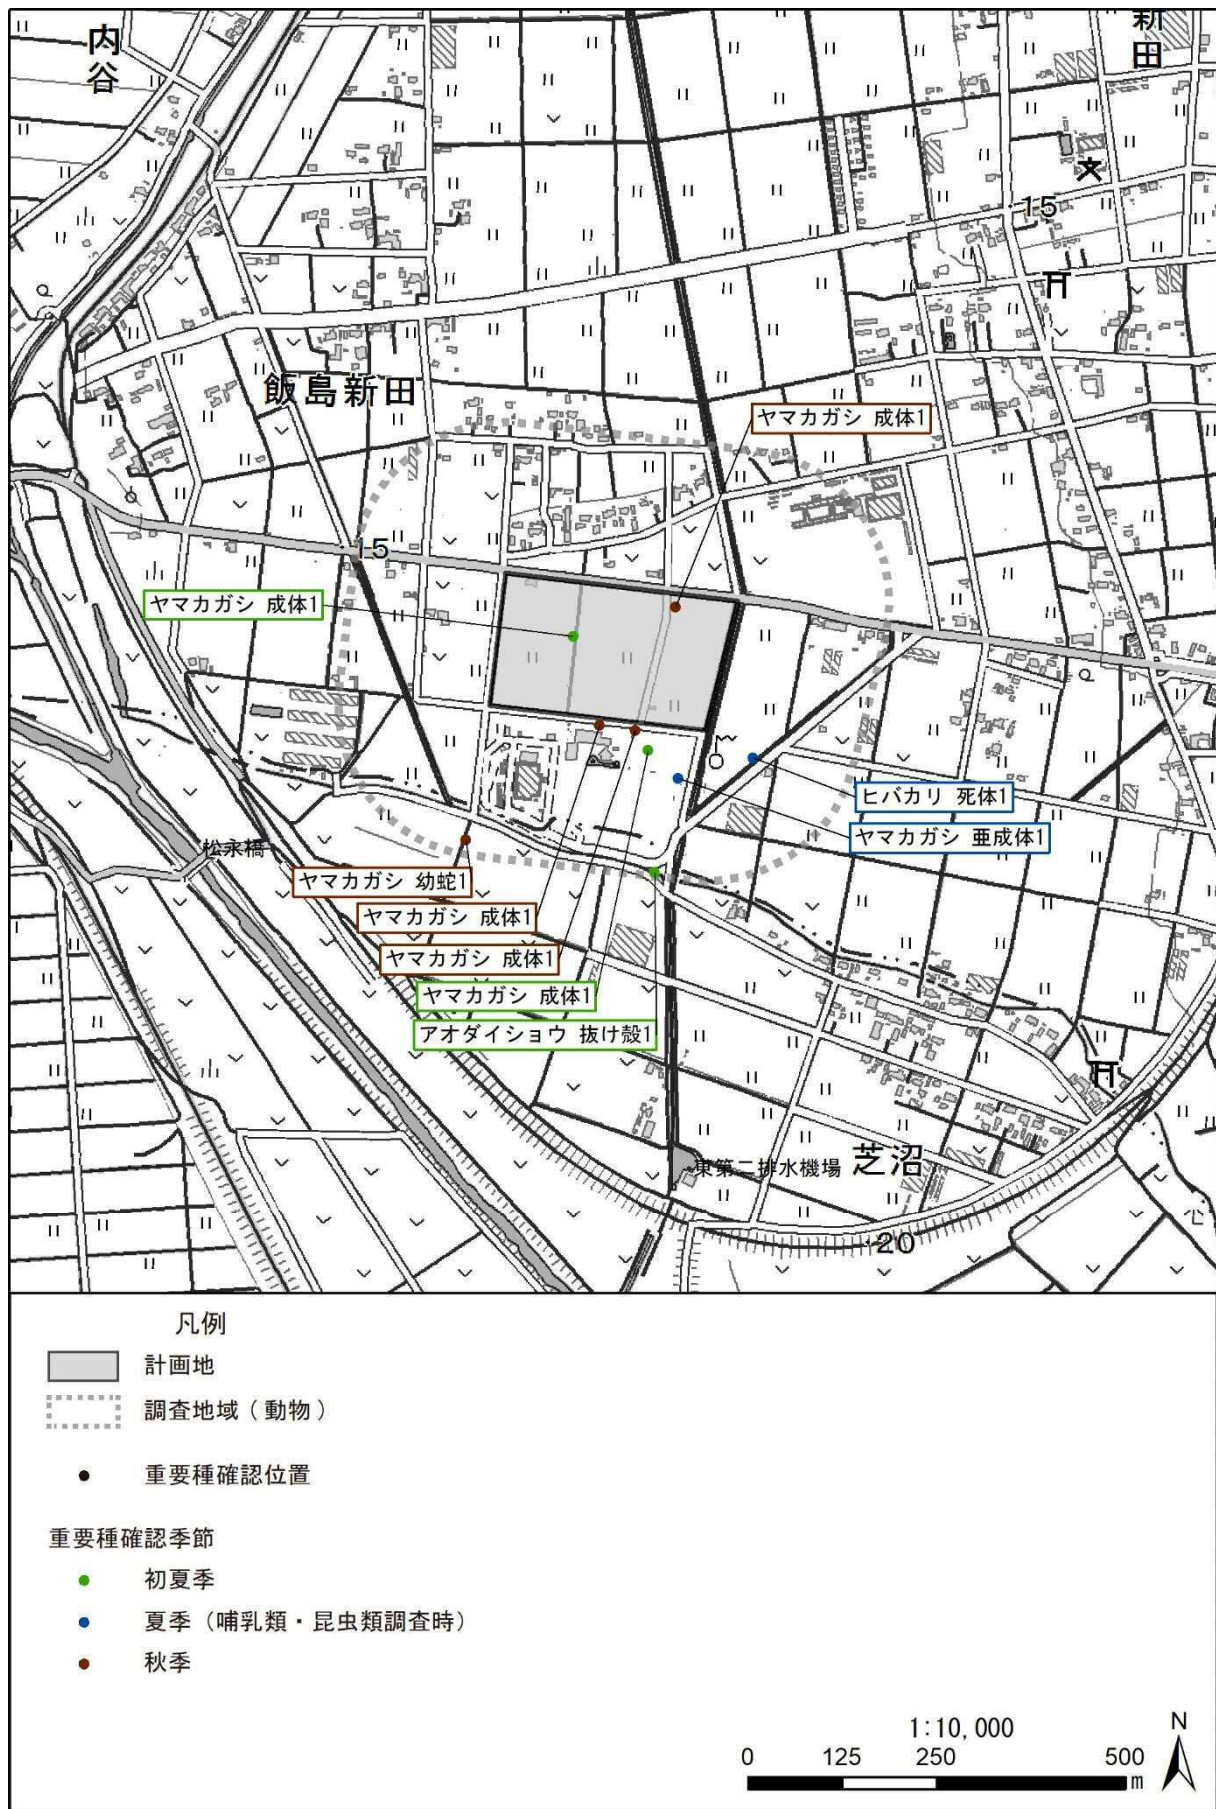 内谷
新田
15
飯島新田
ヤマカガシ 成体1
15
ヤマカガシ 成体1
ヒバカリ 死体1
ヤマカガシ 亜成体1
松永橋
ヤマカガシ 幼蛇1
ヤマカガシ 成体1
ヤマカガシ 成体1
ヤマカガシ 成体1
アオダイショウ 抜け殻1
東第二排水機場
芝沼
20
凡例
計画地
調査地域(動物)
重要種確認位置
重要種確認季節
初夏季
夏季(哺乳類・昆虫類調査時)
秋季
1:10,000
N
0 125 250 500
m